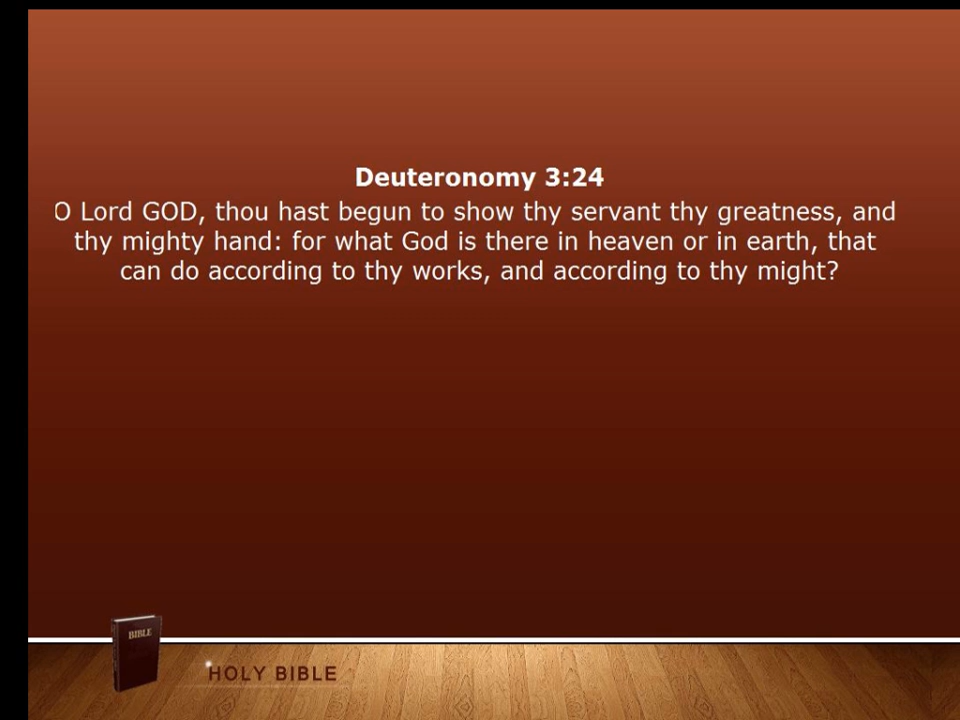 Deuteronomy 3:24
O Lord GOD, thou hast begun to show thy servant thy greatness, and
thy mighty hand: for what God is there in heaven or in earth, that
can do according to thy works, and according to thy might?
BIBLE
HOLY BIBLE